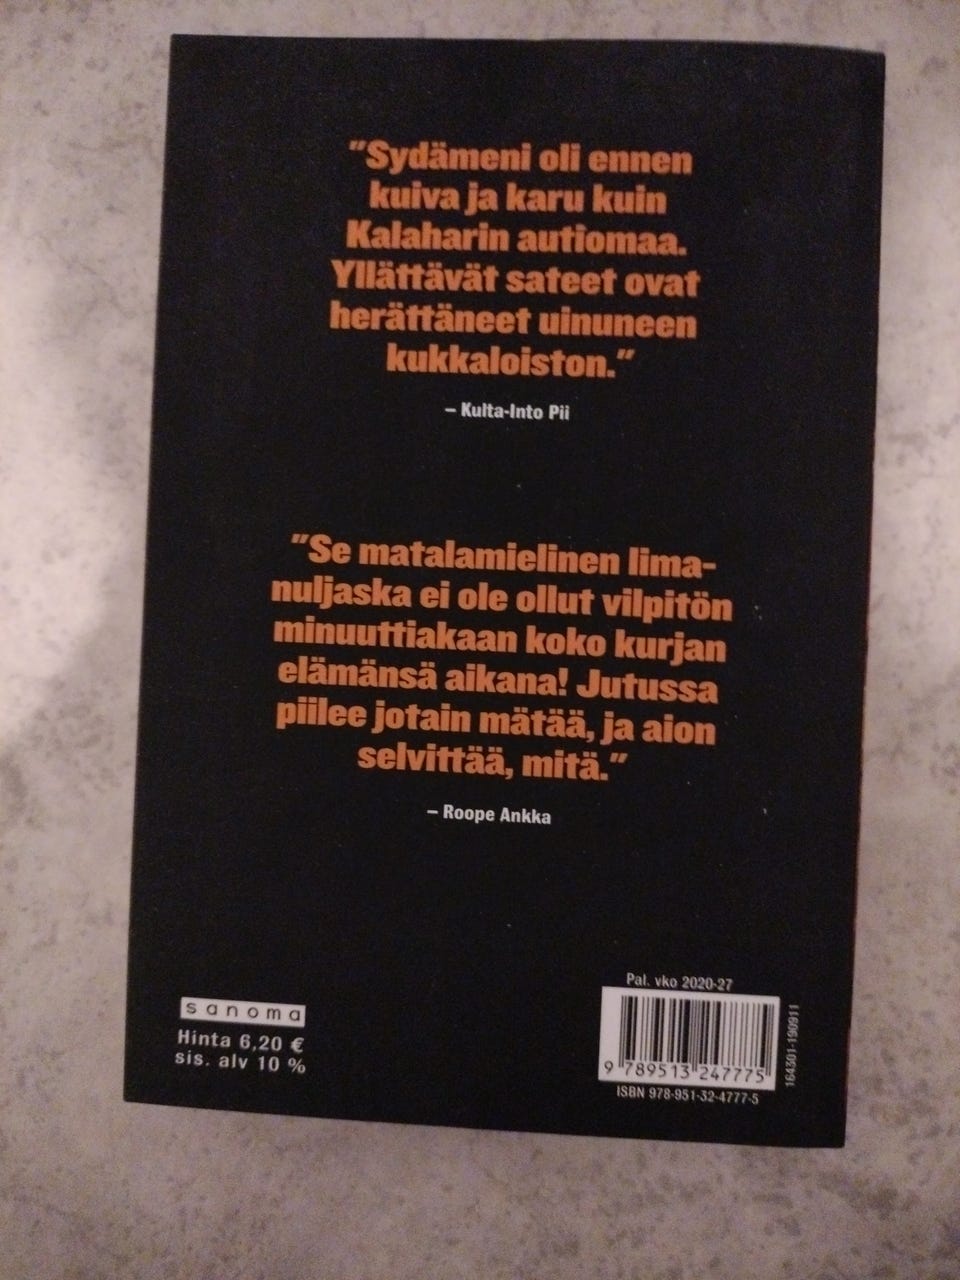 "Sydämeni oli ennen
kuiva ja karu kuin
Kalaharin autiomaa.
Yllättävät sateet ovat
herättäneet uinuneen
kukkaloiston."
– Kulta-Into Pii
"Se matalamielinen lima-
nuljaska ei ole ollut vilpitön
minuuttiakaan koko kurjan
elämänsä aikana! Jutussa
piilee jotain mätää, ja aion
selvittää, mitä."
– Roope Ankka
sanoma
Hinta 6,20 €
sis. alv 10 %
Pal. vko 2020-27
9 789513 247775
ISBN 978-951-32-4777-5
164301-190911